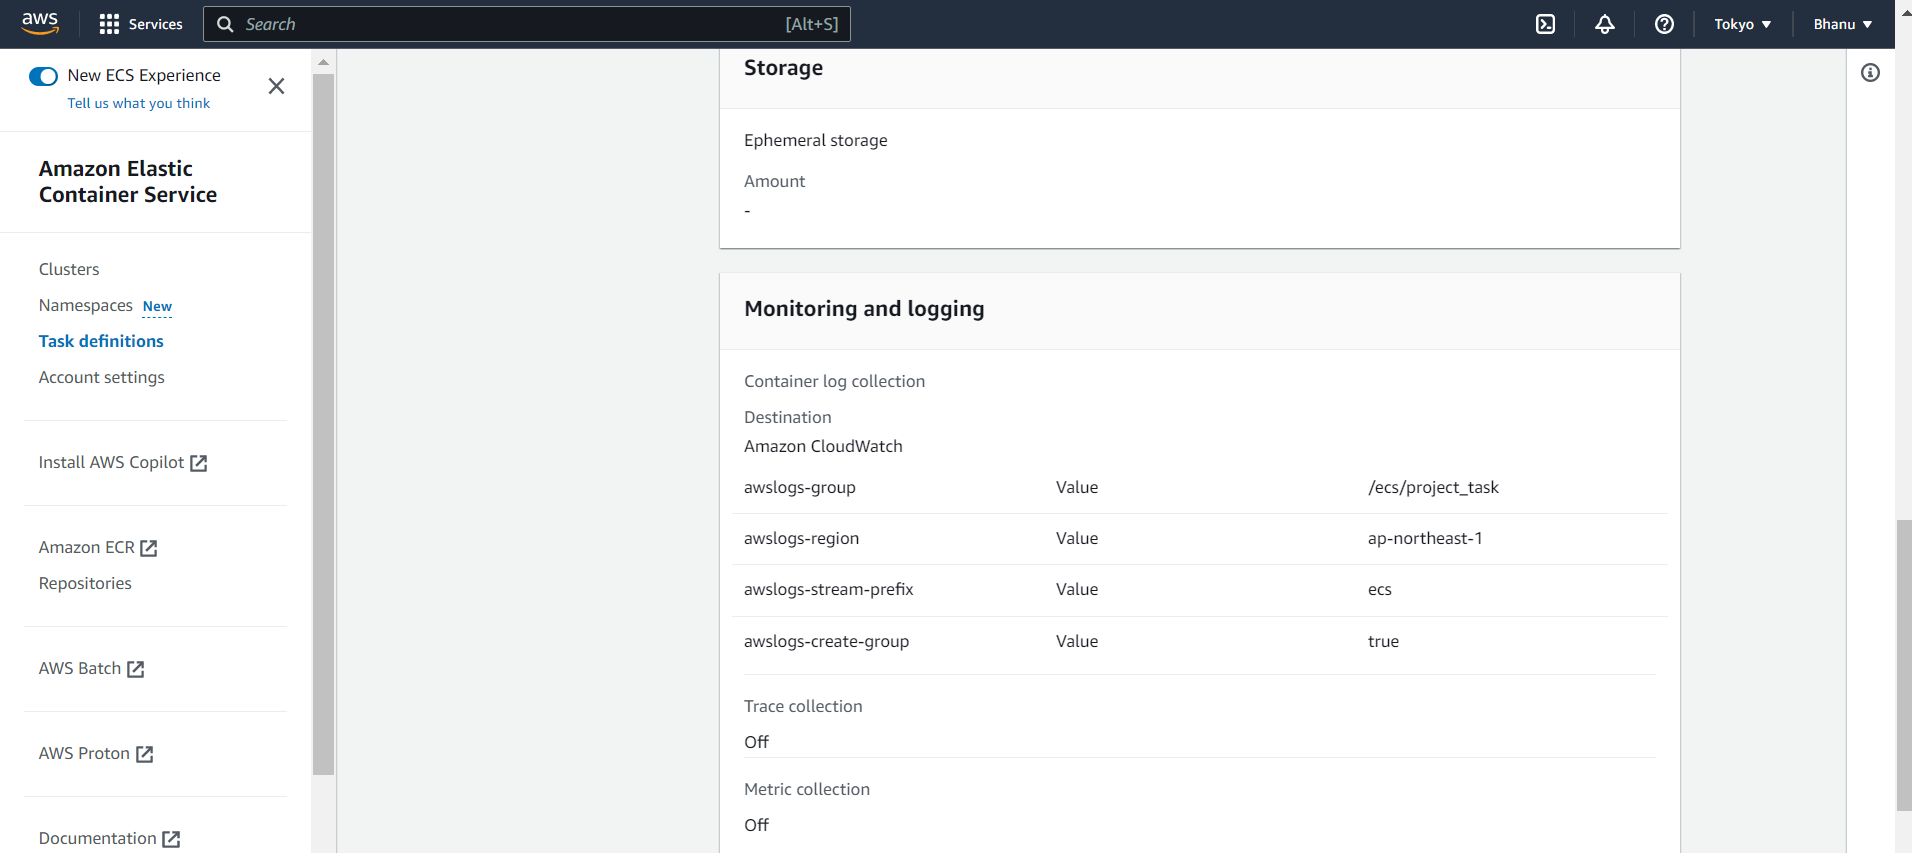 aws
Services
Search
[Alt+S]
Tokyo
Bhanu
New ECS Experience
Tell us what you think
Amazon Elastic
Container Service
Clusters
Namespaces New
Task definitions
Account settings
Install AWS Copilot
Amazon ECR
Repositories
AWS Batch
AWS Proton
Documentation
Storage
Ephemeral storage
Amount
-
Monitoring and logging
Container log collection
Destination
Amazon CloudWatch
awslogs-group Value /ecs/project_task
awslogs-region Value ap-northeast-1
awslogs-stream-prefix Value ecs
awslogs-create-group Value true
Trace collection
Off
Metric collection
Off